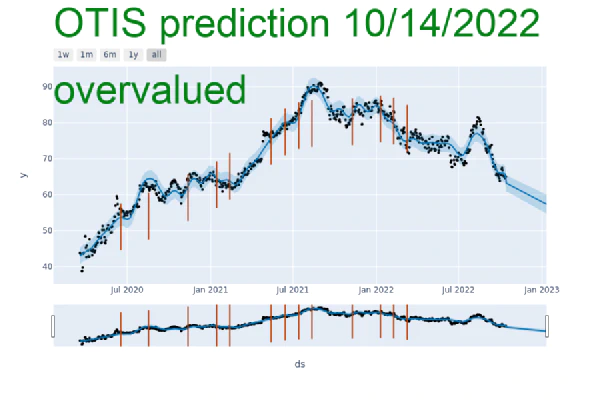 OTIS prediction 10/14/2022
1w 1m 6m 1y all
overvalued
90
80
70
60
50
40
y
Jul 2020 Jan 2021 Jul 2021 Jan 2022 Jul 2022 Jan 2023
ds